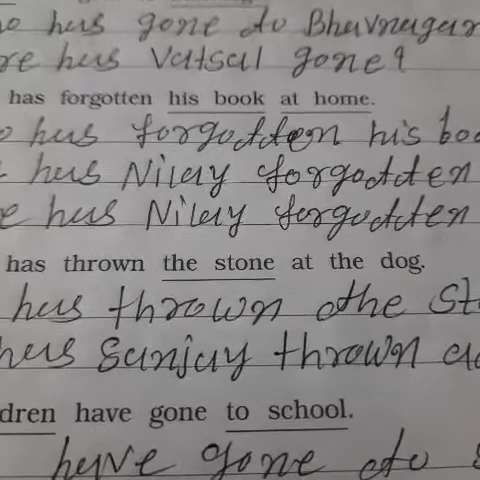 has gone to Bhavnagar
has Vatsal gone?
has forgotten his book at home.
has forgotten his
has Nilay forgotten
has Nilay forgotten
has thrown the stone at the dog.
has thrown the
has Sanjay thrown
dren have gone to school.
have gone to